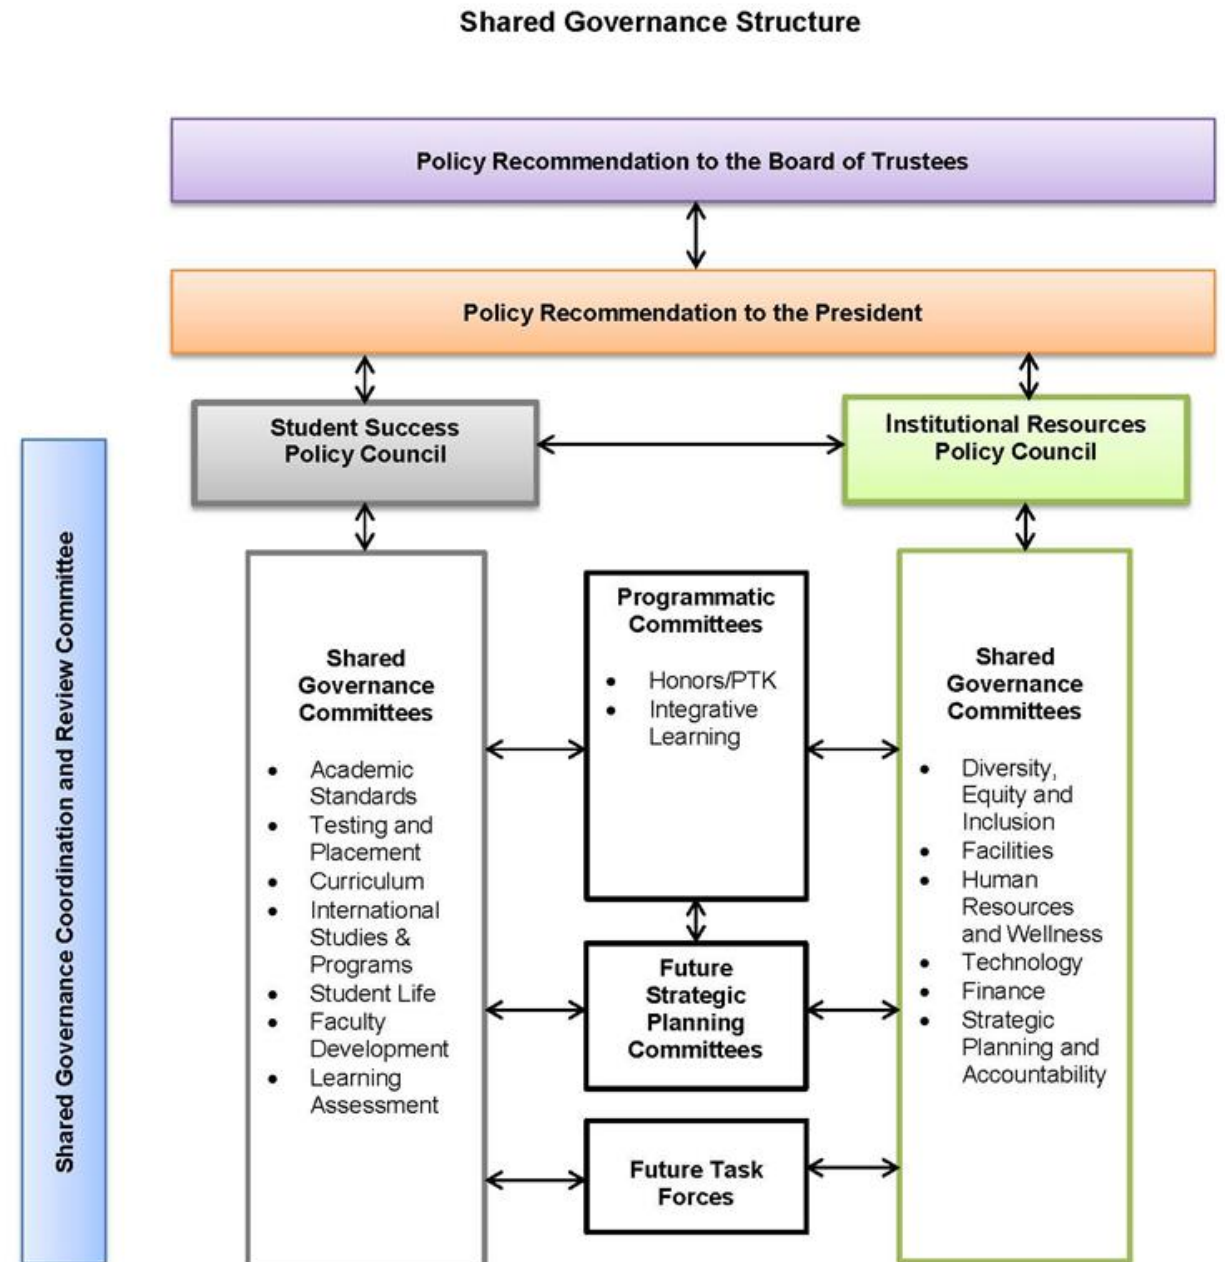 Shared Governance Structure
Policy Recommendation to the Board of Trustees
Policy Recommendation to the President
Student Success
Policy Council
Institutional Resources
Policy Council
Shared Governance Coordination and Review Committee
Shared
Governance
Committees
• Academic
Standards
• Testing and
Placement
• Curriculum
• International
Studies &
Programs
• Student Life
• Faculty
Development
• Learning
Assessment
Programmatic
Committees
• Honors/PTK
• Integrative
Learning
Future
Strategic
Planning
Committees
Future Task
Forces
Shared
Governance
Committees
• Diversity,
Equity and
Inclusion
• Facilities
• Human
Resources
and Wellness
• Technology
• Finance
• Strategic
Planning and
Accountability